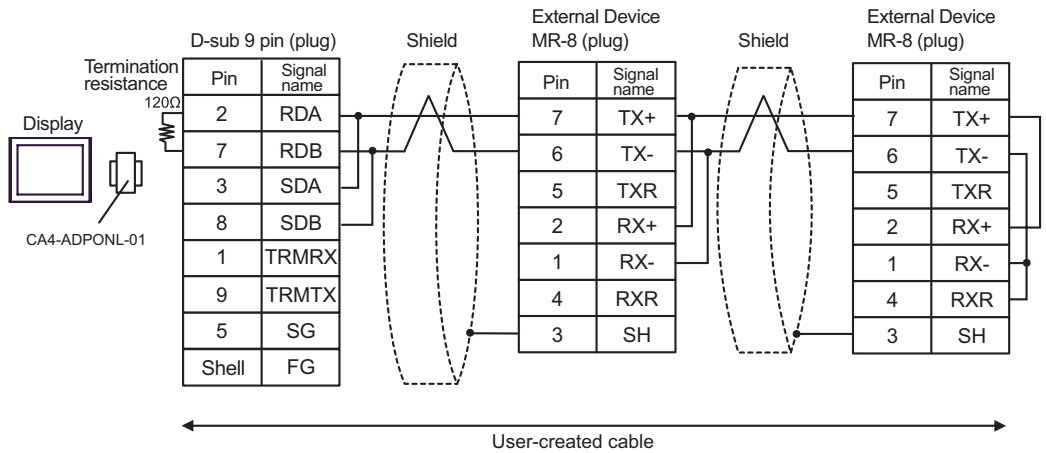 External Device
External Device
D-sub 9 pin (plug)
Shield
MR-8 (plug)
Shield
MR-8 (plug)
Termination
resistance
120Ω
Display
CA4-ADPONL-01
Pin Signal name
2 RDA
7 RDB
3 SDA
8 SDB
1 TRMRX
9 TRMTX
5 SG
Shell FG
Pin Signal name
7 TX+
6 TX-
5 TXR
2 RX+
1 RX-
4 RXR
3 SH
Pin Signal name
7 TX+
6 TX-
5 TXR
2 RX+
1 RX-
4 RXR
3 SH
User-created cable